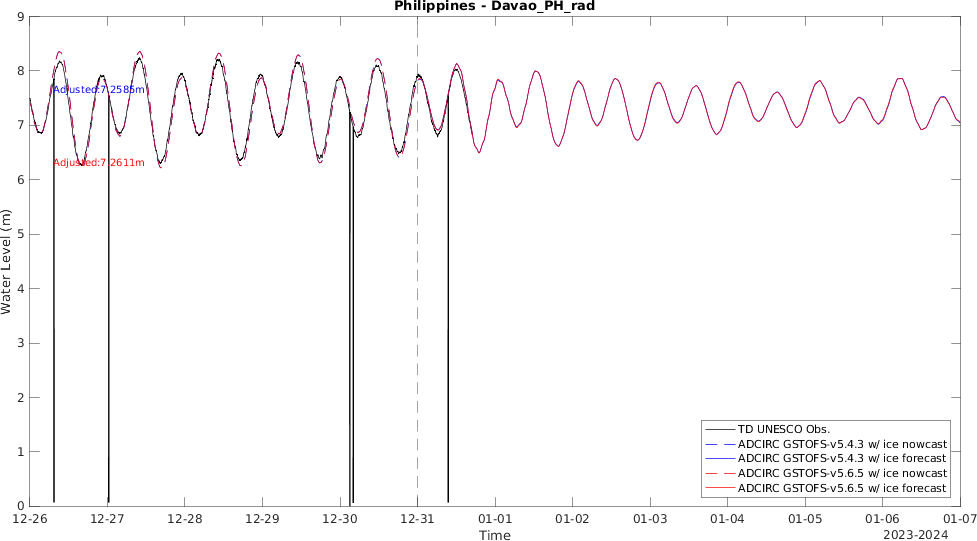 Philippines - Davao_PH_rad
9
8
7
6
5
4
3
2
1
0
Water Level (m)
Adjusted:7.2585m
Adjusted:7.2611m
TD UNESCO Obs.
ADCIRC GSTOFS-v5.4.3 w/ ice nowcast
ADCIRC GSTOFS-v5.4.3 w/ ice forecast
ADCIRC GSTOFS-v5.6.5 w/ ice nowcast
ADCIRC GSTOFS-v5.6.5 w/ ice forecast
12-26 12-27 12-28 12-29 12-30 12-31 01-01 01-02 01-03 01-04 01-05 01-06 01-07
Time
2023-2024